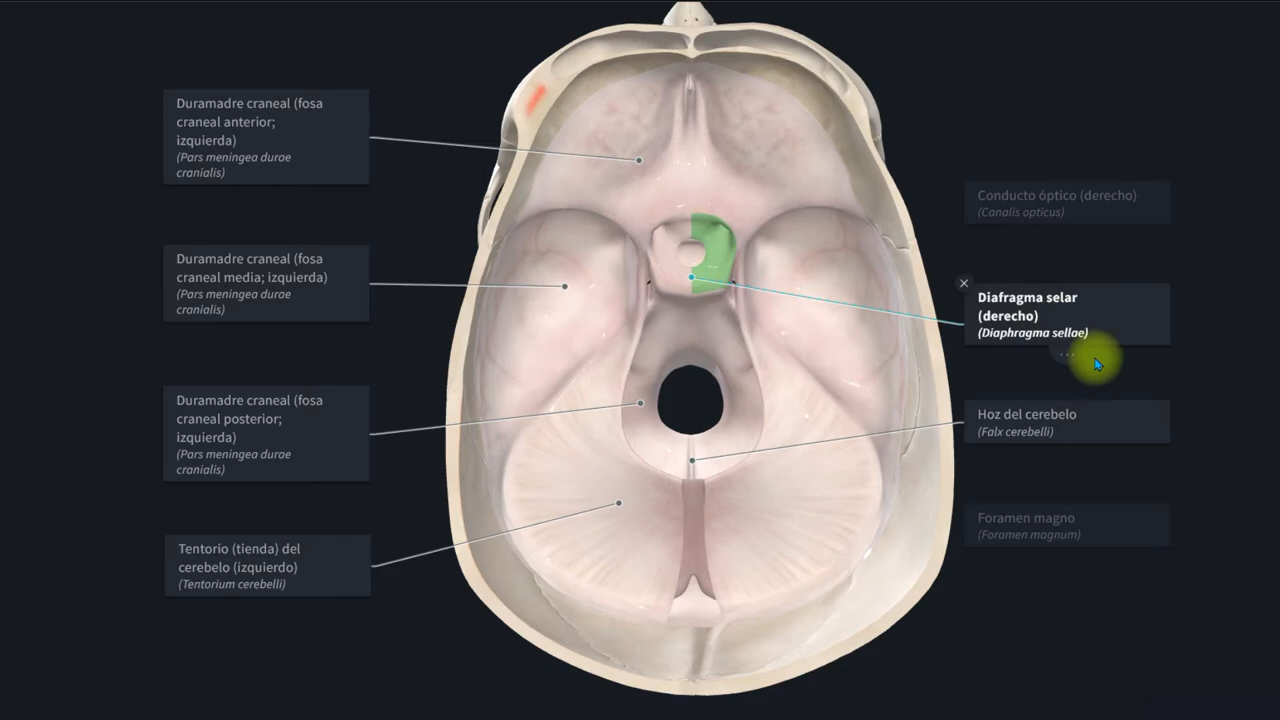 Duramadre craneal (fosa
craneal anterior;
izquierda)
(Pars meningea durae
cranialis)
Duramadre craneal (fosa
craneal media; izquierda)
(Pars meningea durae
cranialis)
Duramadre craneal (fosa
craneal posterior;
izquierda)
(Pars meningea durae
cranialis)
Tentorio (tienda) del
cerebelo (izquierdo)
(Tentorium cerebelli)
Conducto óptico (derecho)
(Canalis opticus)
Diafragma selar
(derecho)
(Diaphragma sellae)
Hoz del cerebelo
(Falx cerebelli)
Foramen magno
(Foramen magnum)